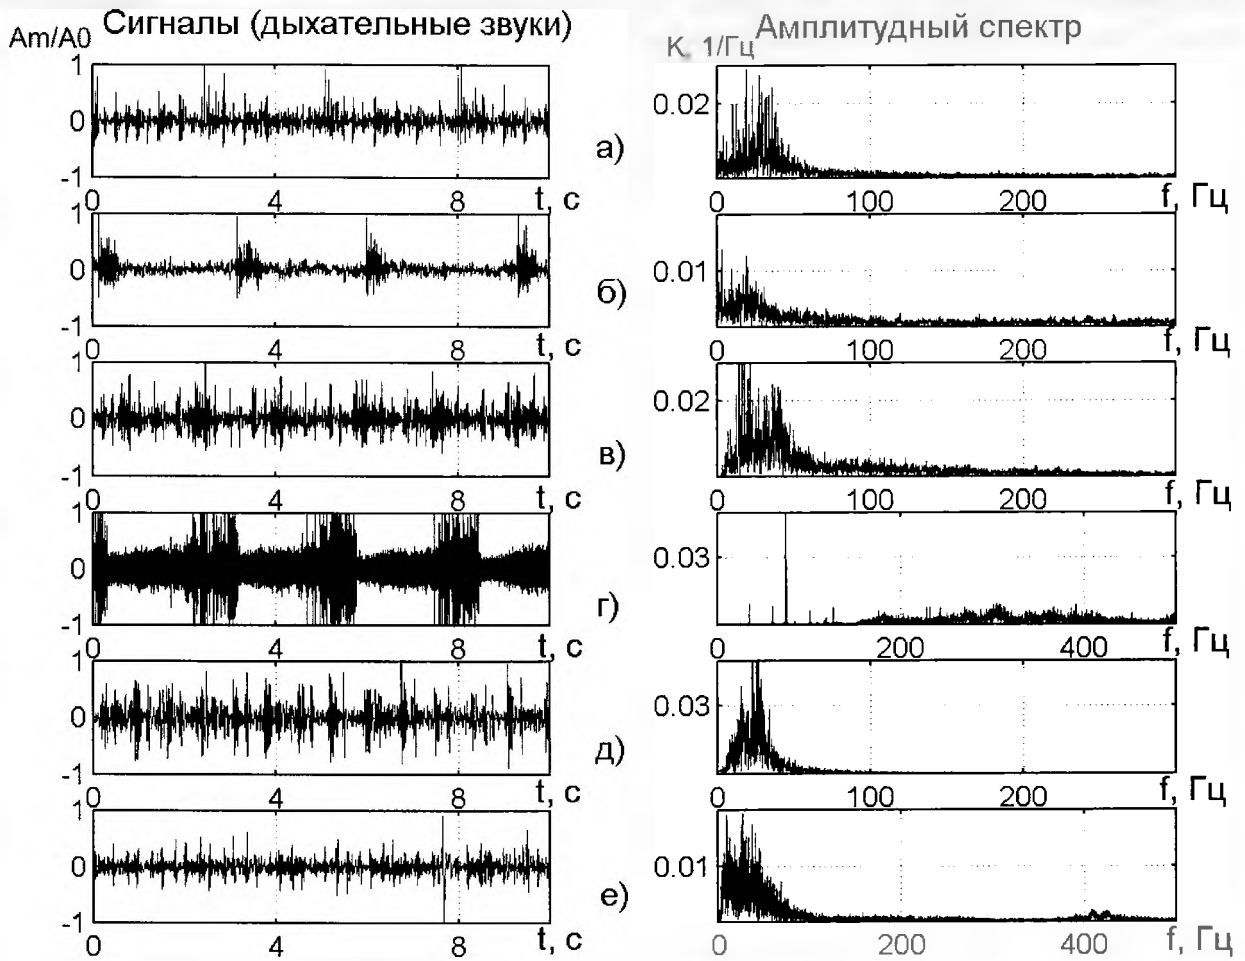 Am/A0 Сигналы (дыхательные звуки)
K, 1/Гц Амплитудный спектр
1
0
-1
0 4 8 t, c
а)
0.02
0 100 200 f, Гц
1
0
-1
0 4 8 t, c
б)
0.01
0 100 200 f, Гц
1
0
-1
0 4 8 t, c
в)
0.02
0 100 200 f, Гц
1
0
-1
0 4 8 t, c
г)
0.03
0 200 400 f, Гц
1
0
-1
0 4 8 t, c
д)
0.03
0 100 200 f, Гц
1
0
-1
0 4 8 t, c
е)
0.01
0 200 400 f, Гц